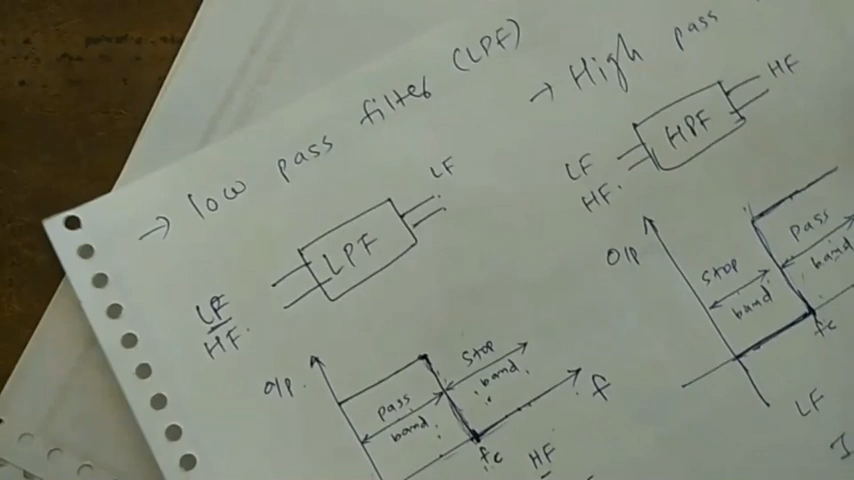 → low pass filter (LPF)
LPF
LF
LF
HF.
O/P.
pass
band
stop
band
f
fc
HF
→ High pass
HPF
HF
LF
HF.
O/P
stop
band
pass
band
fc
LF